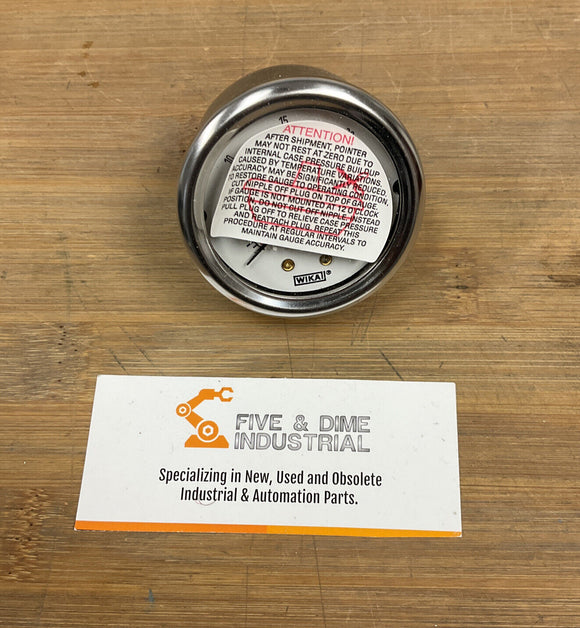 15
10
ATTENTION!
AFTER SHIPMENT, POINTER
MAY NOT REST AT ZERO DUE TO
INTERNAL CASE PRESSURE BUILDUP
CAUSED BY TEMPERATURE VARIATIONS.
ACCURACY MAY BE SIGNIFICANTLY REDUCED.
TO RESTORE GAUGE TO OPERATING CONDITION,
CUT NIPPLE OFF PLUG ON TOP OF GAUGE.
IF GAUGE IS NOT MOUNTED AT 12 O'CLOCK
POSITION, DO NOT CUT OFF NIPPLE. INSTEAD
PULL PLUG OFF TO RELIEVE CASE PRESSURE
AND REATTACH PLUG. REPEAT THIS
PROCEDURE AT REGULAR INTERVALS TO
MAINTAIN GAUGE ACCURACY.
WIKAI®
FIVE & DIME
INDUSTRIAL
Specializing in New, Used and Obsolete
Industrial & Automation Parts.